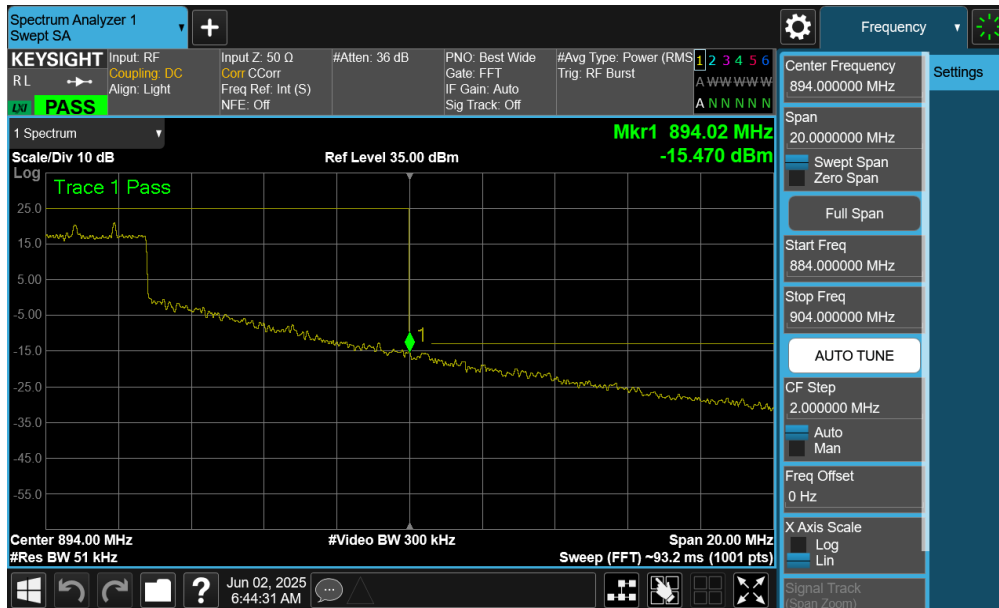 Spectrum Analyzer 1
Swept SA
Frequency
KEYSIGHT
RL
LXI
PASS
Input: RF
Coupling: DC
Align: Light
Input Z: 50 Ω
Corr CCorr
Freq Ref: Int (S)
NFE: Off
#Atten: 36 dB
PNO: Best Wide
Gate: FFT
IF Gain: Auto
Sig Track: Off
#Avg Type: Power (RMS
Trig: RF Burst
1 2 3 4 5 6
A W W W W W
A N N N N N
1 Spectrum
Mkr1 894.02 MHz
Scale/Div 10 dB
Ref Level 35.00 dBm
-15.470 dBm
Log
Trace 1 Pass
25.0
15.0
5.00
-5.00
1
-15.0
-25.0
-35.0
-45.0
-55.0
Center 894.00 MHz
#Video BW 300 kHz
Span 20.00 MHz
#Res BW 51 kHz
Sweep (FFT) ~93.2 ms (1001 pts)
?
Jun 02, 2025
6:44:31 AM
Center Frequency
894.000000 MHz
Settings
Span
20.0000000 MHz
Swept Span
Zero Span
Full Span
Start Freq
884.000000 MHz
Stop Freq
904.000000 MHz
AUTO TUNE
CF Step
2.000000 MHz
Auto
Man
Freq Offset
0 Hz
X Axis Scale
Log
Lin
Signal Track
(Span Zoom)